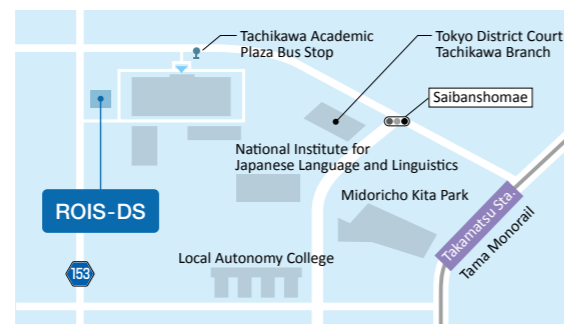 Tachikawa Academic
Plaza Bus Stop
Tokyo District Court
Tachikawa Branch
Saibanshomae
National Institute for
Japanese Language and Linguistics
Midoricho Kita Park
Takamatsu Sta.
Tama Monorail
ROIS-DS
Local Autonomy College
153